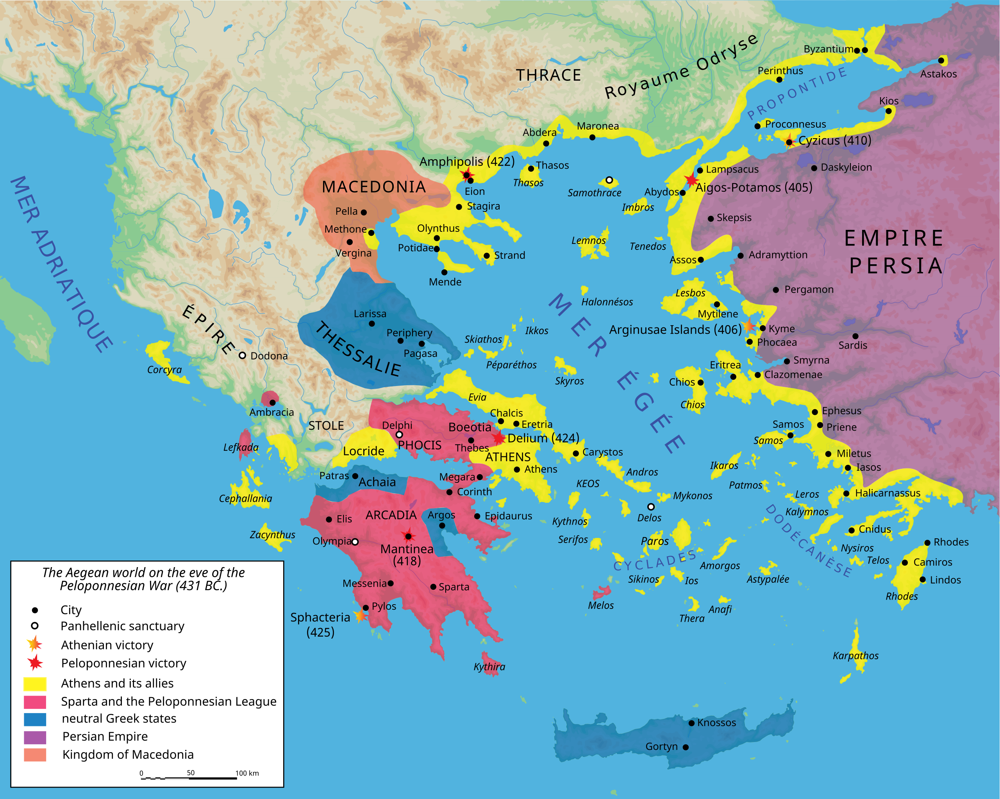 Byzantium
Astakos
Perinthus
THRACE
Royaume Odryse
PROPONTIDE
Kios
Proconnesus
Cyzicus (410)
Maronea
Abdera
Amphipolis (422)
Thasos
Thasos
Samothrace
Lampsacus
Daskyleion
Aigos-Potamos (405)
Abydos
Imbros
MACEDONIA
Eion
Stagira
Pella
Methone
Vergina
Olynthus
Potidae
Strand
Mende
Lemnos
Tenedos
Skepsis
Assos
Adramyttion
EMPIRE
PERSIA
MER ADRIATIQUE
Pergamon
Lesbos
Mytilene
Halonnésos
MER ÉGÉE
Arginusae Islands (406)
Kyme
Phocaea
Sardis
Smyrna
Clazomenae
Eritrea
Chios
Chios
ÉPIRE
Dodona
Corcyra
Larissa
Periphery
Pagasa
THESSALIE
Skiathos
Ikkos
Péparéthos
Skyros
Evia
Ambracia
STOLE
Lefkada
Delphi
Boeotia
PHOCIS
Thebes
Locride
Chalcis
Eretria
Delium (424)
ATHENS
Athens
Carystos
Ephesus
Priene
Samos
Samos
Miletus
Iasos
Ikaros
Patmos
Leros
Halicarnassus
Kalymnos
DODÉCANÈSE
Cnidus
Nysiros
Telos
Rhodes
Camiros
Lindos
Rhodes
Patras
Achaia
Megara
Corinth
Andros
KEOS
Mykonos
Delos
Kythnos
Serifos
Paros
CYCLADES
Amorgos
Sikinos
Ios
Astypalée
Melos
Thera
Anafi
Karpathos
Cephallania
Zacynthus
Elis
ARCADIA
Argos
Epidaurus
Olympia
Mantinea
(418)
Messenia
Sparta
Pylos
Sphacteria
(425)
Kythira
Knossos
Gortyn
The Aegean world on the eve of the
Peloponnesian War (431 BC.)
City
Panhellenic sanctuary
Athenian victory
Peloponnesian victory
Athens and its allies
Sparta and the Peloponnesian League
neutral Greek states
Persian Empire
Kingdom of Macedonia
0 50 100 km